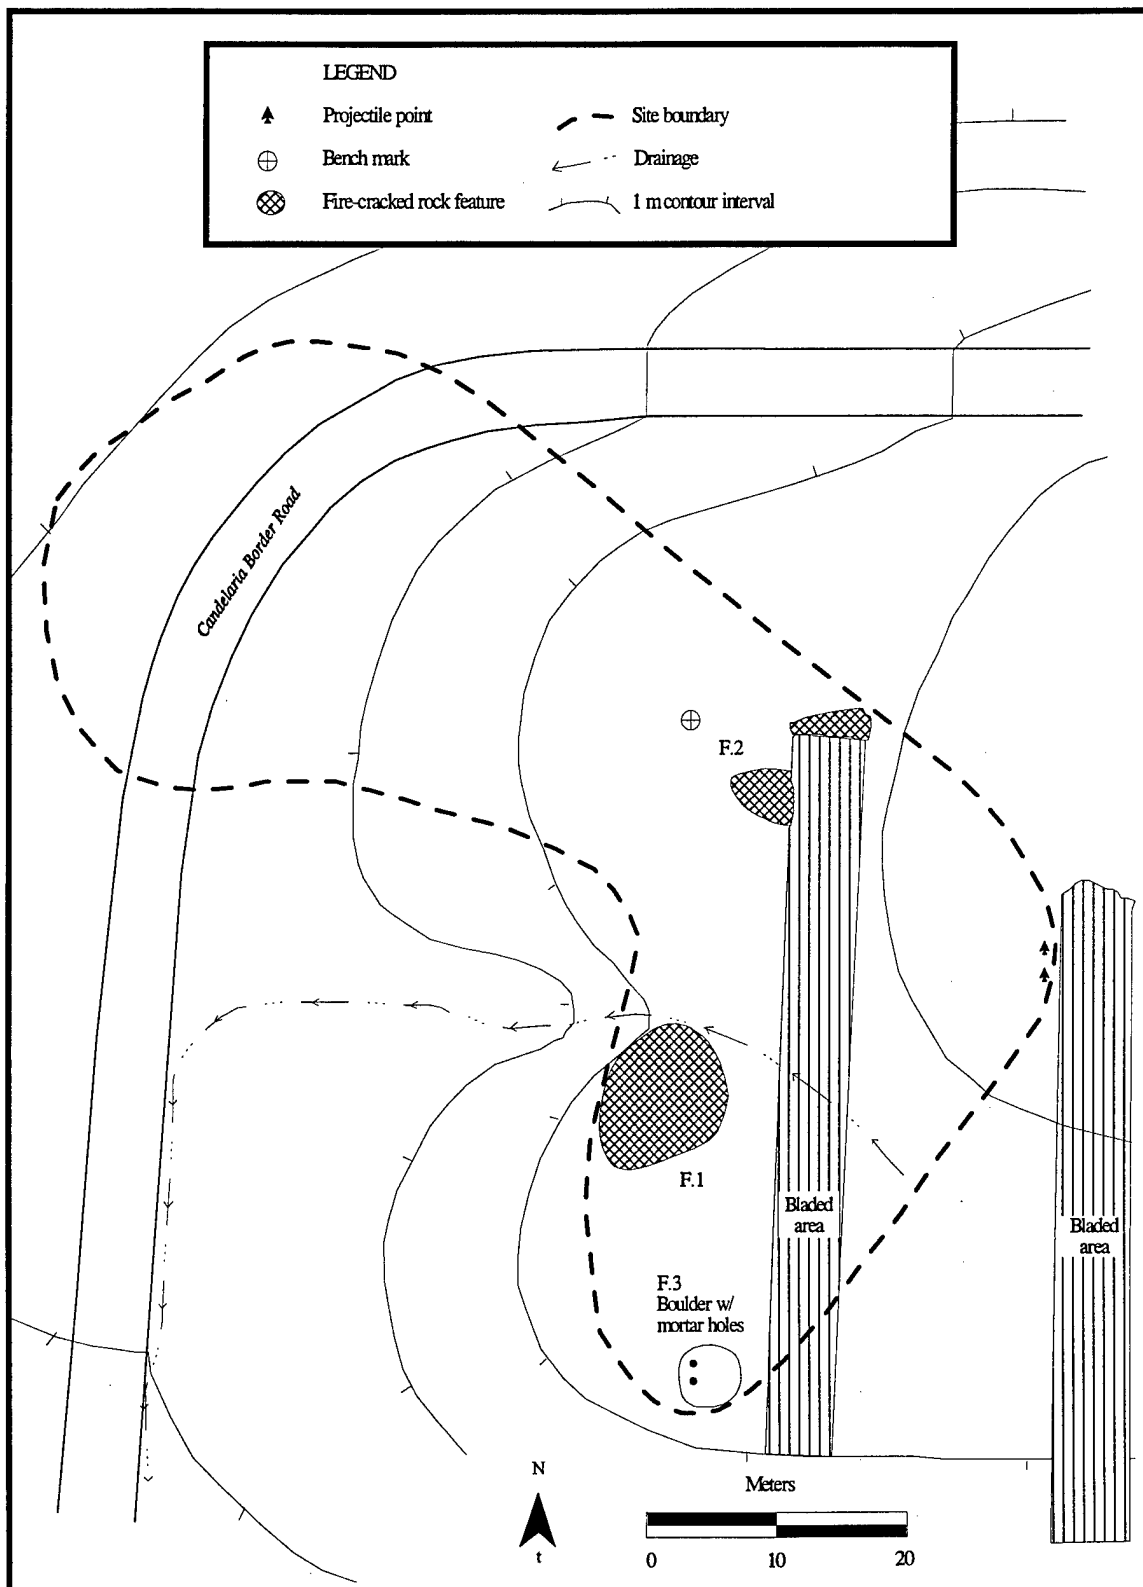 LEGEND
Projectile point
Site boundary
Bench mark
Drainage
Fire-cracked rock feature
1 m contour interval
Candelaria Border Road
F.2
F.1
Bladed
area
Bladed
area
F.3
Boulder w/
mortar holes
N
t
Meters
0 10 20